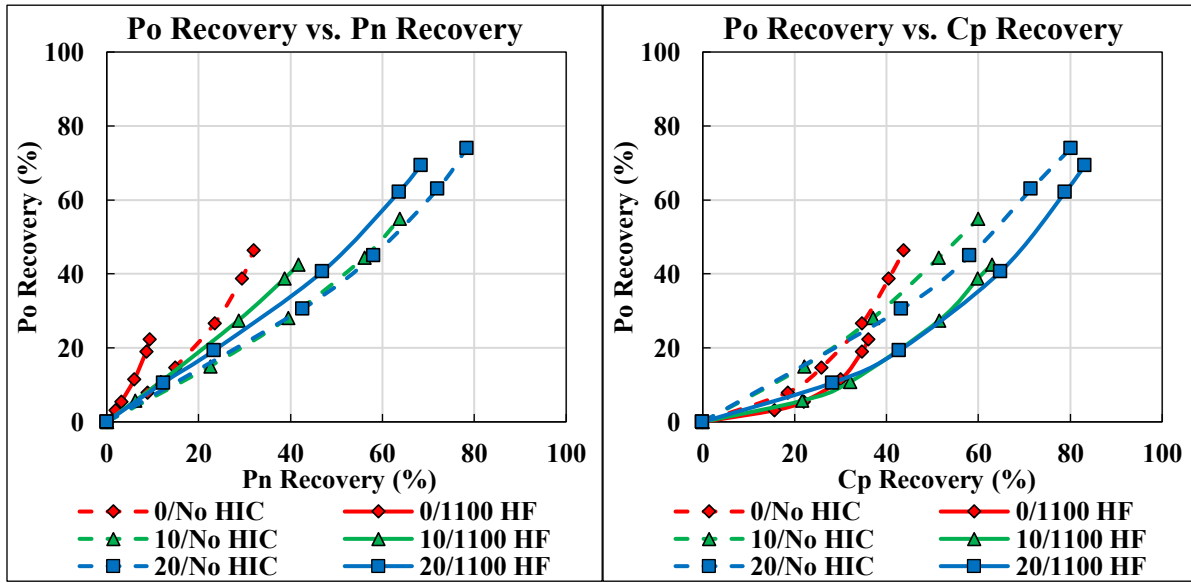 Po Recovery vs. Pn Recovery
100
80
60
40
20
0
Po Recovery (%)
0 20 40 60 80 100
Pn Recovery (%)
0/No HIC 0/1100 HF
10/No HIC 10/1100 HF
20/No HIC 20/1100 HF
Po Recovery vs. Cp Recovery
100
80
60
40
20
0
Po Recovery (%)
0 20 40 60 80 100
Cp Recovery (%)
0/No HIC 0/1100 HF
10/No HIC 10/1100 HF
20/No HIC 20/1100 HF